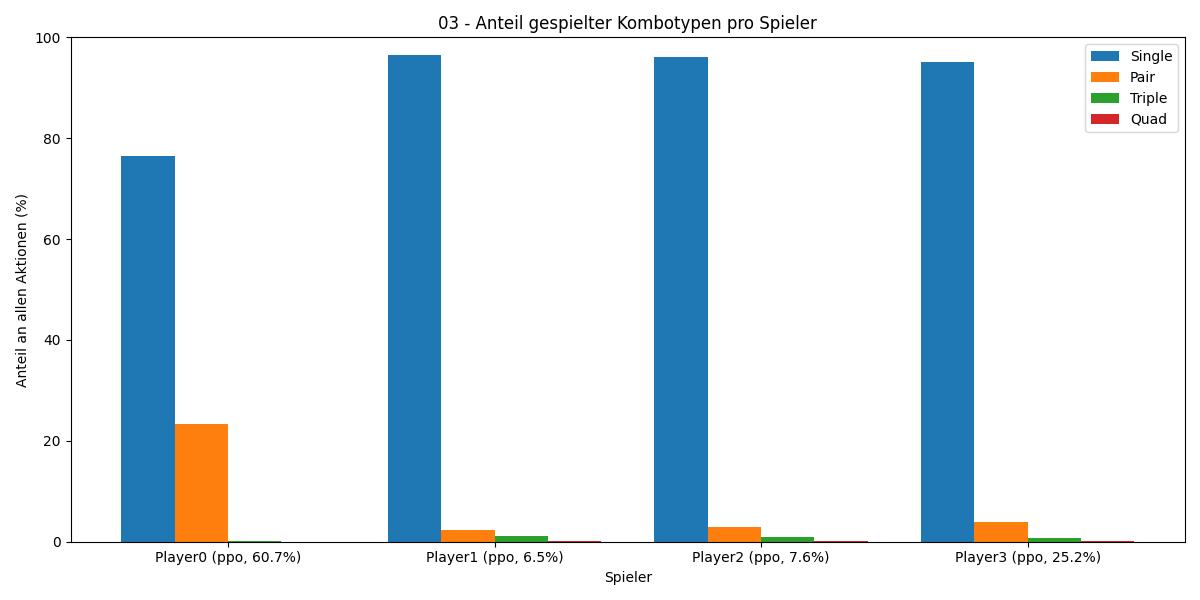 03 - Anteil gespielter Kombotypen pro Spieler
Single
Pair
Triple
Quad
Anteil an allen Aktionen (%)
100
80
60
40
20
0
Player0 (ppo, 60.7%)
Player1 (ppo, 6.5%)
Player2 (ppo, 7.6%)
Player3 (ppo, 25.2%)
Spieler